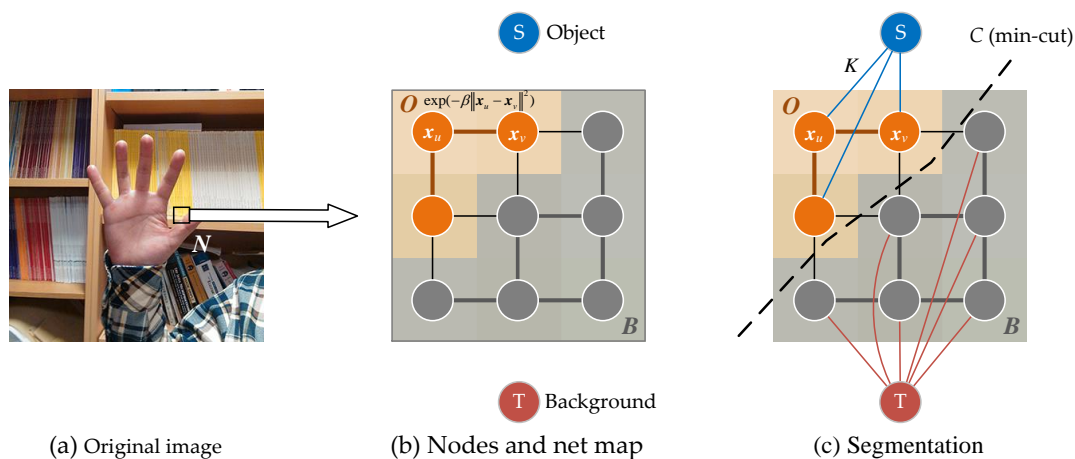 S Object
S
C (min-cut)
K
O exp(−β||x_u − x_v||²)
x_u x_v
N
B
O
x_u x_v
B
T Background
T
(a) Original image
(b) Nodes and net map
(c) Segmentation